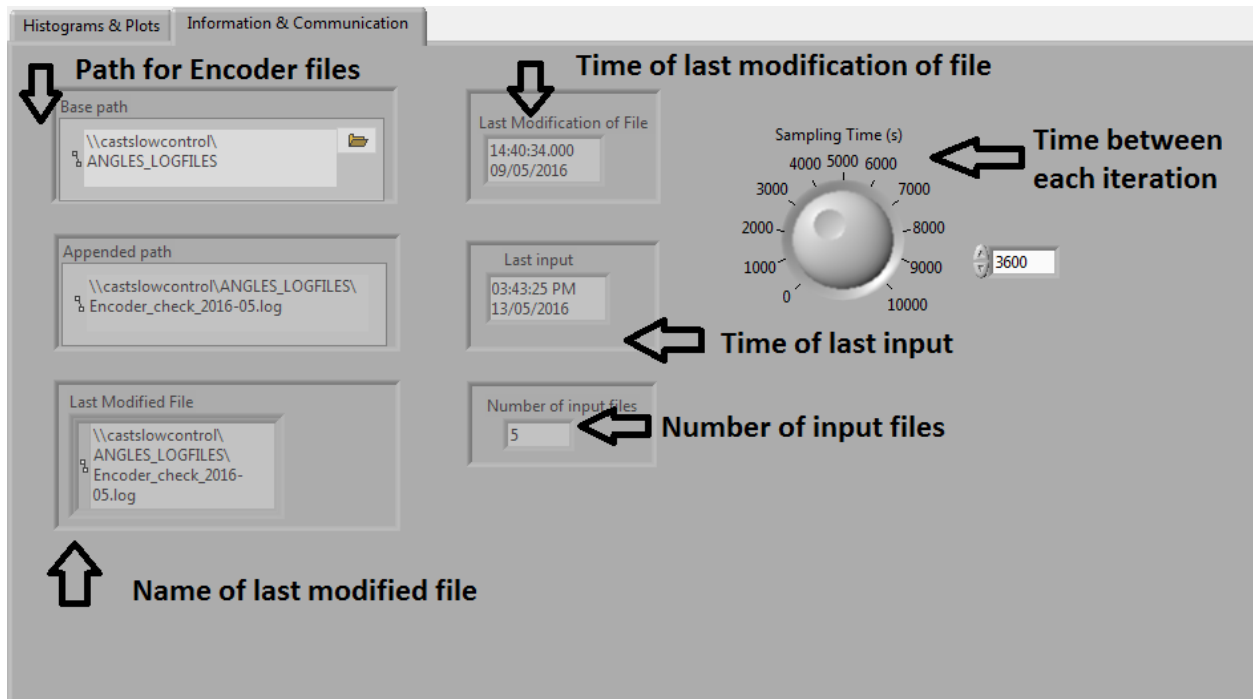 Histograms & Plots
Information & Communication
Path for Encoder files
Base path
\\castslowcontrol\
ANGLES_LOGFILES
Appended path
\\castslowcontrol\ANGLES_LOGFILES\
Encoder_check_2016-05.log
Last Modified File
\\castslowcontrol\
ANGLES_LOGFILES\
Encoder_check_2016-
05.log
Name of last modified file
Time of last modification of file
Last Modification of File
14:40:34.000
09/05/2016
Last input
03:43:25 PM
13/05/2016
Time of last input
Number of input files
5
Number of input files
Sampling Time (s)
0
1000
2000
3000
4000
5000
6000
7000
8000
9000
10000
3600
Time between
each iteration